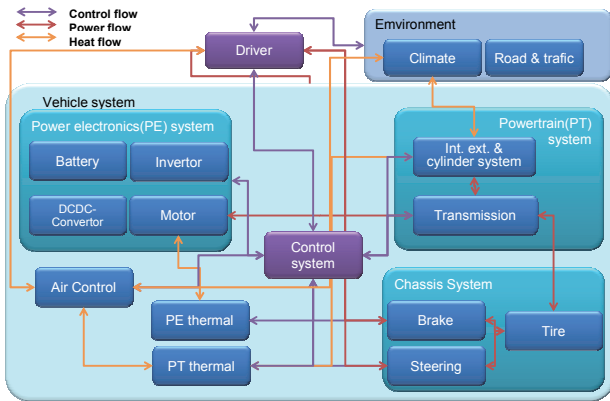 Control flow
Power flow
Heat flow
Driver
Emvironment
Climate
Road & trafic
Vehicle system
Power electronics(PE) system
Battery
Invertor
DCDC-
Convertor
Motor
Powertrain(PT)
system
Int. ext. &
cylinder system
Transmission
Control
system
Air Control
PE thermal
PT thermal
Chassis System
Brake
Steering
Tire